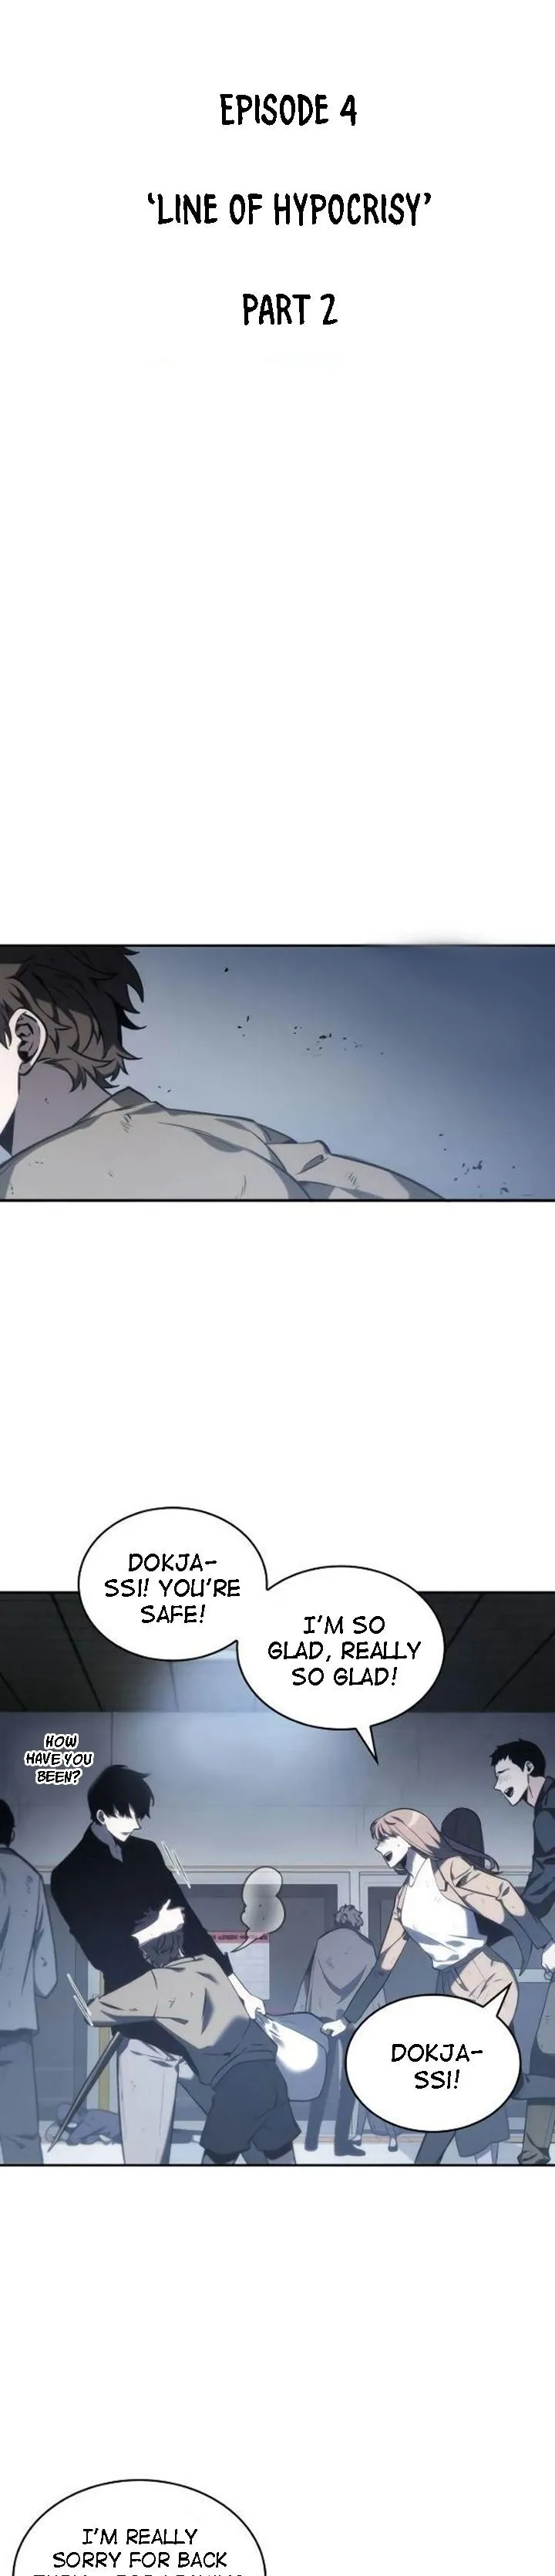 EPISODE 4
'LINE OF HYPOCRISY'
PART 2
DOKJA-
SSI! YOU'RE
SAFE!
I'M SO
GLAD, REALLY
SO GLAD!
HOW
HAVE YOU
BEEN?
DOKJA-
SSI!
I'M REALLY
SORRY FOR BACK